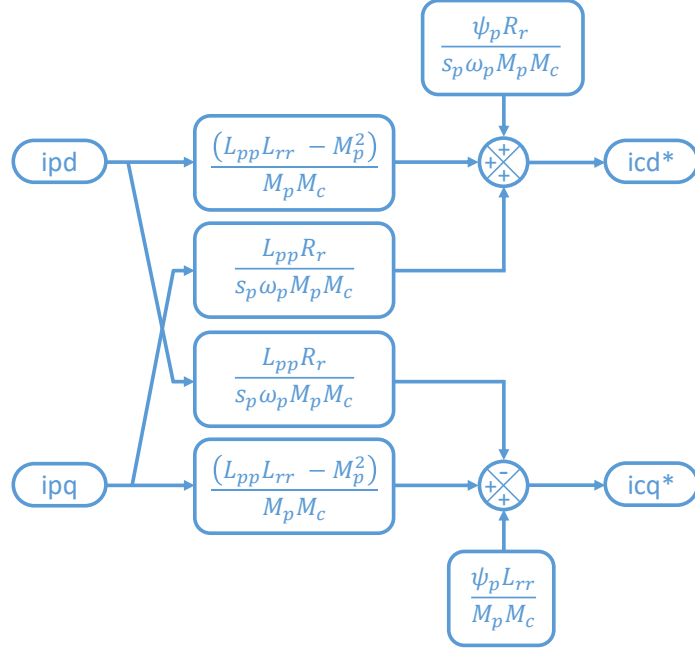 ψ_p R_r
s_p ω_p M_p M_c
(L_pp L_rr − M_p^2)
ipd
M_p M_c
+
+
+
icd*
L_pp R_r
s_p ω_p M_p M_c
L_pp R_r
s_p ω_p M_p M_c
(L_pp L_rr − M_p^2)
ipq
M_p M_c
-
+
+
icq*
ψ_p L_rr
M_p M_c